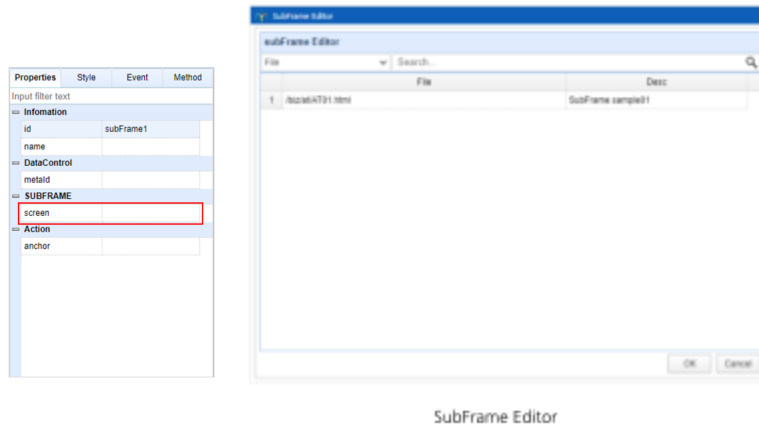 Properties Style Event Method
Input filter text
Infomation
id subFrame1
name
DataControl
metaId
SUBFRAME
screen
Action
anchor
SubFrame Editor
subFrame Editor
File Search...
File Desc
1 /biz/at/AT01.html SubFrame sample01
OK Cancel
SubFrame Editor